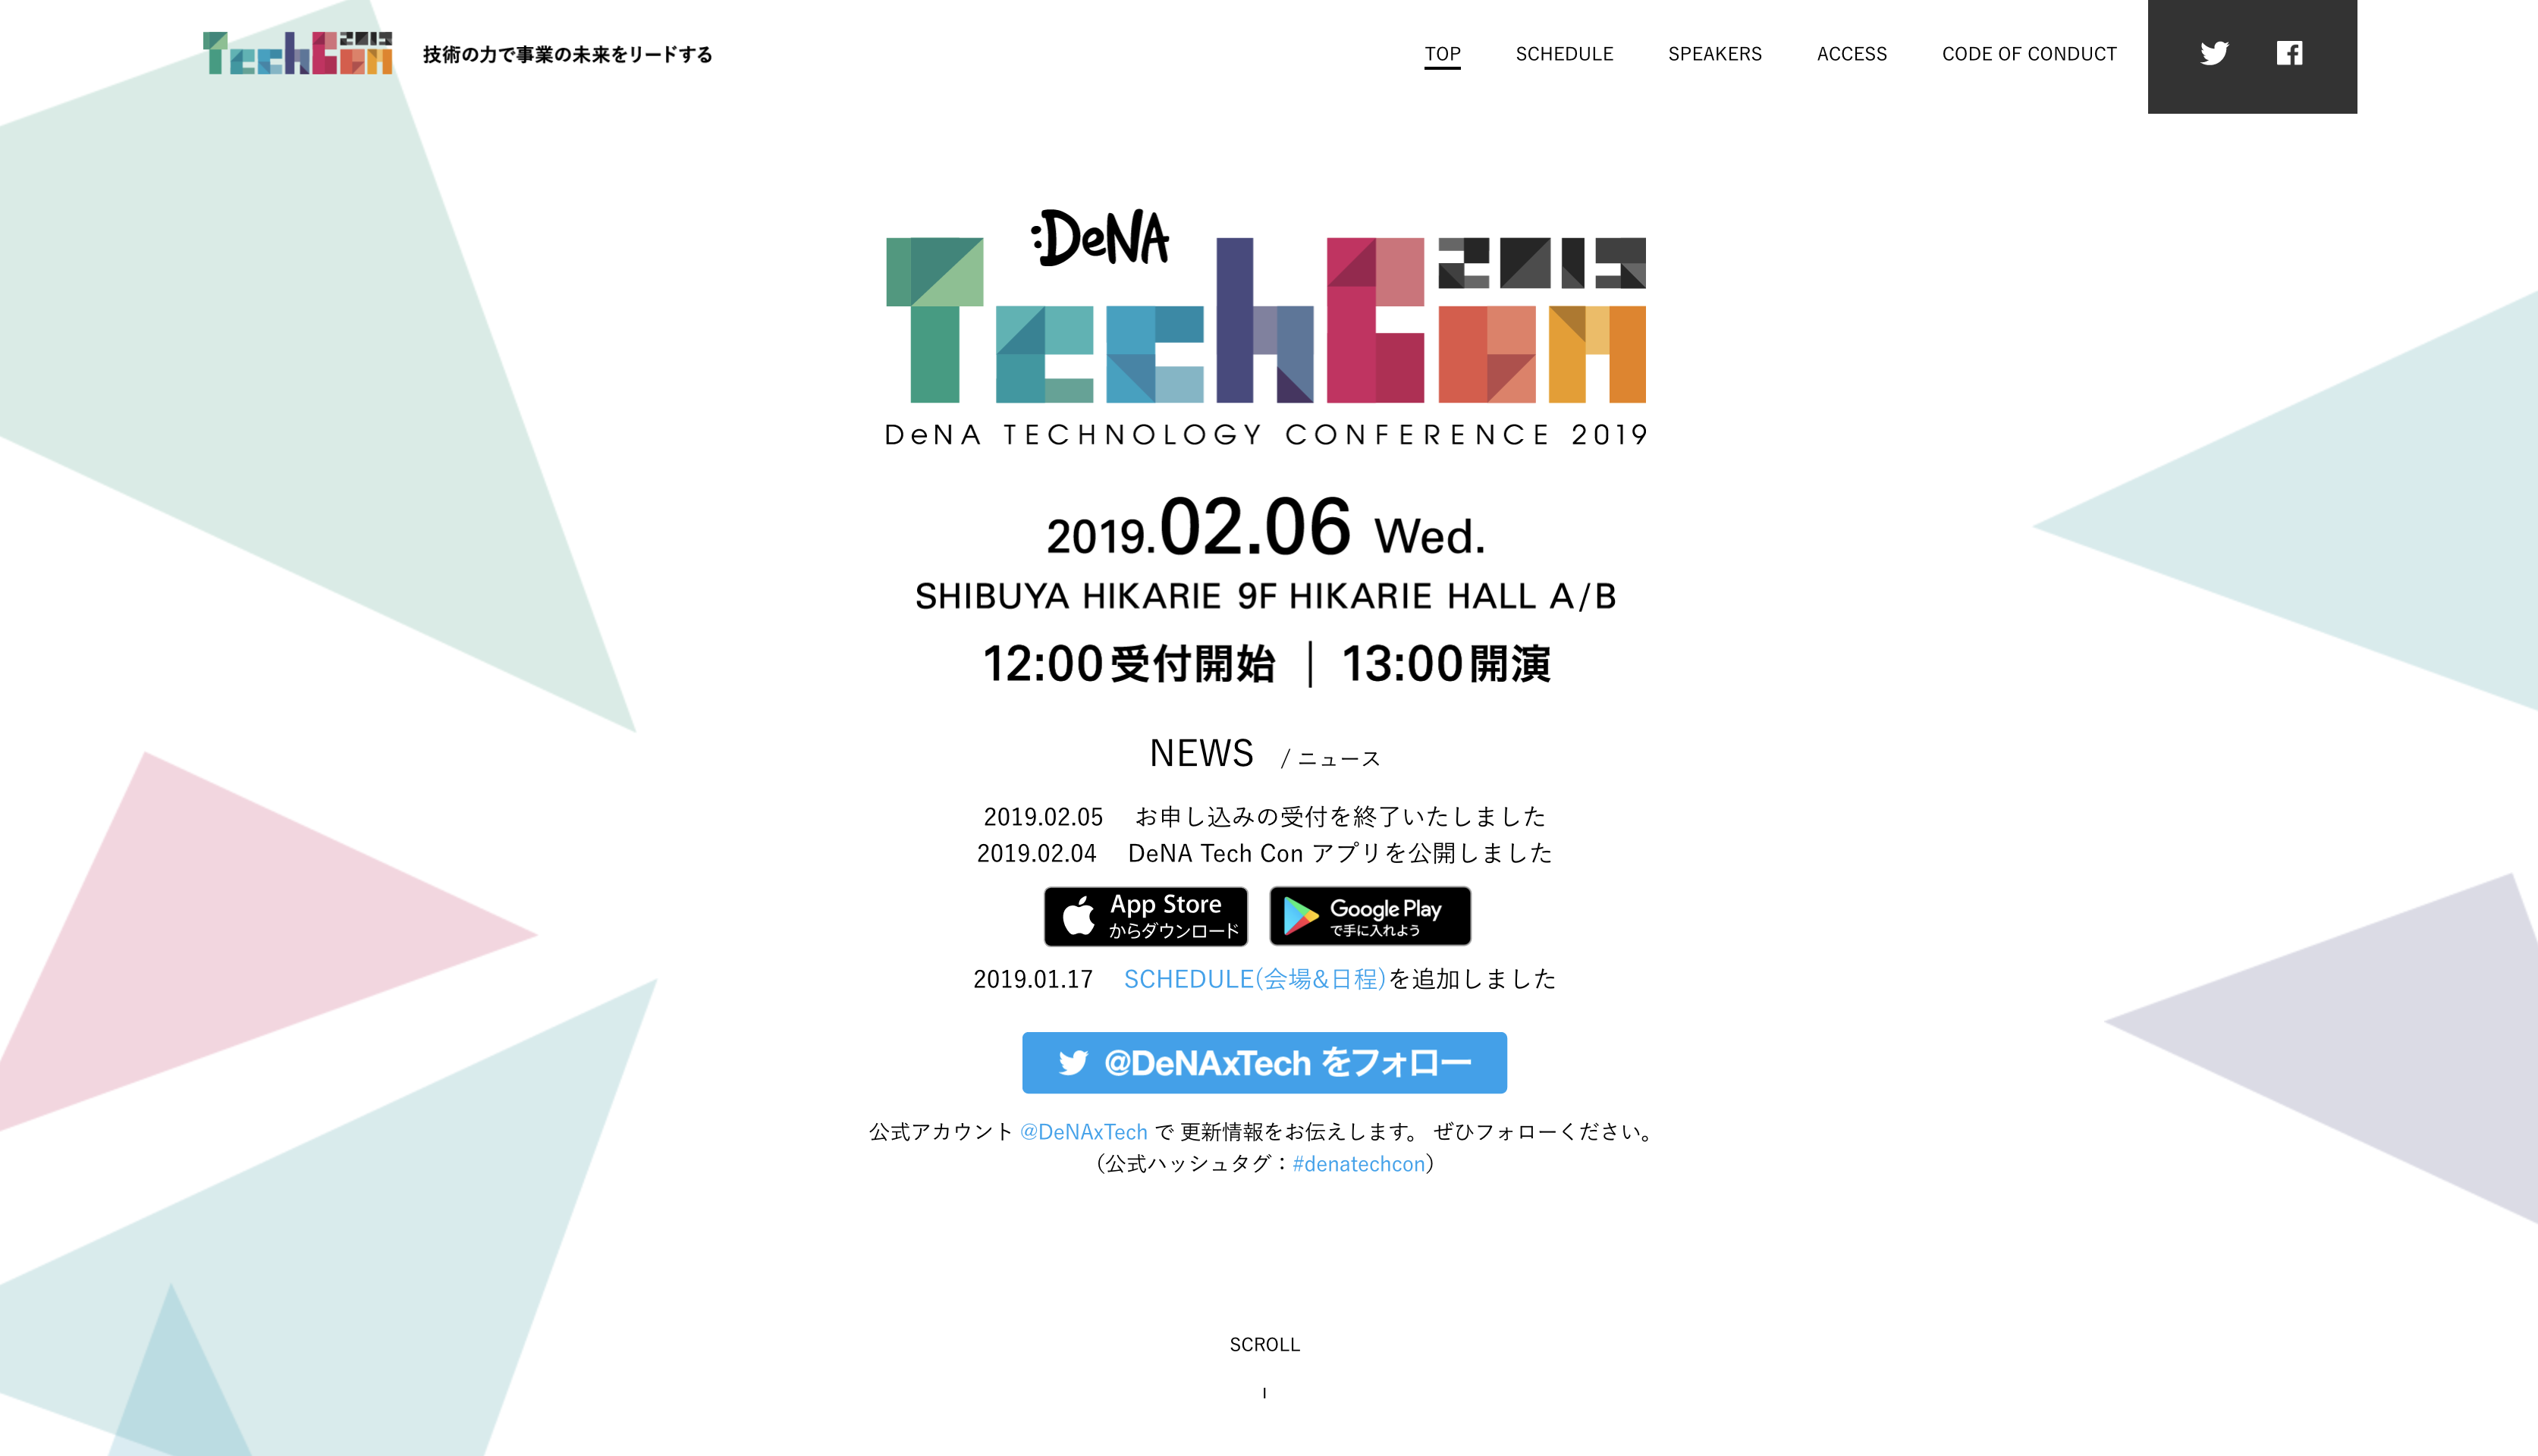 TechCon 2019
技術の力で事業の未来をリードする
TOP SCHEDULE SPEAKERS ACCESS CODE OF CONDUCT
:DeNA
TechCon 2019
DeNA TECHNOLOGY CONFERENCE 2019
2019.02.06 Wed.
SHIBUYA HIKARIE 9F HIKARIE HALL A/B
12:00受付開始 | 13:00開演
NEWS / ニュース
2019.02.05 お申し込みの受付を終了いたしました
2019.02.04 DeNA Tech Con アプリを公開しました
App Store
からダウンロード
Google Play
で手に入れよう
2019.01.17 SCHEDULE(会場&日程)を追加しました
@DeNAxTech をフォロー
公式アカウント @DeNAxTech で 更新情報をお伝えします。 ぜひフォローください。
（公式ハッシュタグ：#denatechcon）
SCROLL